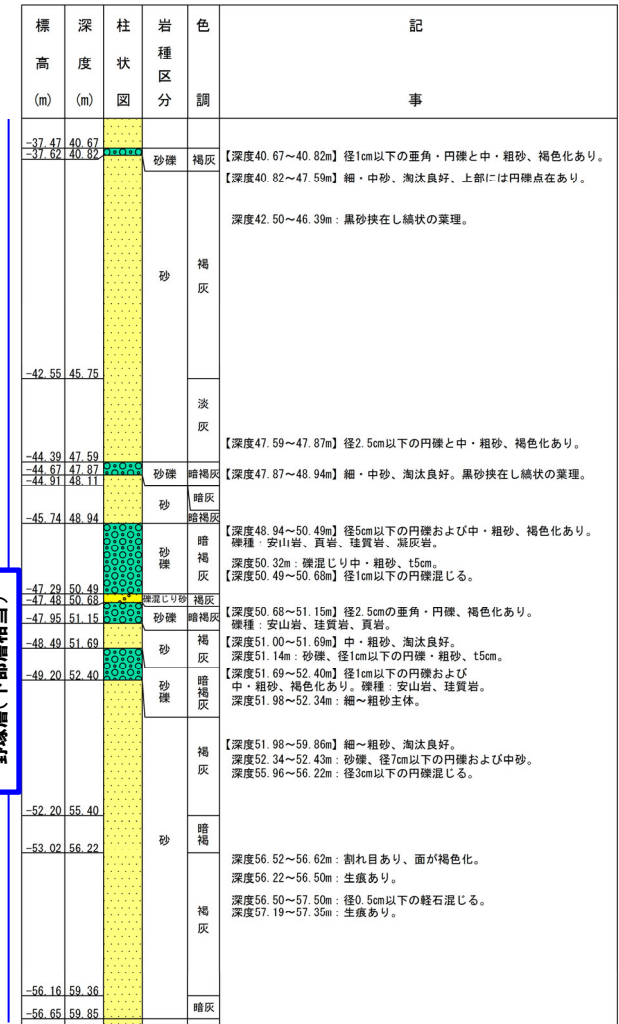 標高(m) 深度(m) 柱状図 岩種区分 色調 記事
-37.47 40.67
-37.62 40.82
砂礫 褐灰 【深度40.67~40.82m】径1cm以下の亜角・円礫と中・粗砂、褐色化あり。
【深度40.82~47.59m】細・中砂、淘汰良好、上部には円礫点在あり。
深度42.50~46.39m：黒砂挟在し縞状の葉理。
砂 褐灰
-42.55 45.75
淡灰
【深度47.59~47.87m】径2.5cm以下の円礫と中・粗砂、褐色化あり。
-44.39 47.59
-44.67 47.87
砂礫 暗褐灰 【深度47.87~48.94m】細・中砂、淘汰良好。黒砂挟在し縞状の葉理。
-44.91 48.11
砂 暗灰
暗褐灰
-45.74 48.94
【深度48.94~50.49m】径5cm以下の円礫および中・粗砂、褐色化あり。
礫種：安山岩、頁岩、珪質岩、凝灰岩。
砂礫 暗褐灰
深度50.32m：礫混じり中・粗砂、t5cm。
【深度50.49~50.68m】径1cm以下の円礫混じる。
-47.29 50.49
-47.48 50.68
礫混じり砂 褐灰
【深度50.68~51.15m】径2.5cmの亜角・円礫、褐色化あり。
礫種：安山岩、珪質岩、頁岩。
-47.95 51.15
砂礫 暗褐灰
【深度51.00~51.69m】中・粗砂、淘汰良好。
深度51.14m：砂礫、径1cm以下の円礫・粗砂、t5cm。
-48.49 51.69
砂 褐灰
【深度51.69~52.40m】径1cm以下の円礫および
中・粗砂、褐色化あり。礫種：安山岩、珪質岩。
深度51.98~52.34m：細~粗砂主体。
-49.20 52.40
砂礫 暗褐灰
【深度51.98~59.86m】細~粗砂、淘汰良好。
深度52.34~52.43m：砂礫、径7cm以下の円礫および中砂。
深度55.96~56.22m：径3cm以下の円礫混じる。
褐灰
-52.20 55.40
砂 暗褐
-53.02 56.22
深度56.52~56.62m：割れ目あり、面が褐色化。
深度56.22~56.50m：生痕あり。
深度56.50~57.50m：径0.5cm以下の軽石混じる。
深度57.19~57.35m：生痕あり。
褐灰
-56.16 59.36
暗灰
-56.65 59.85
野塚層(下部層相当)